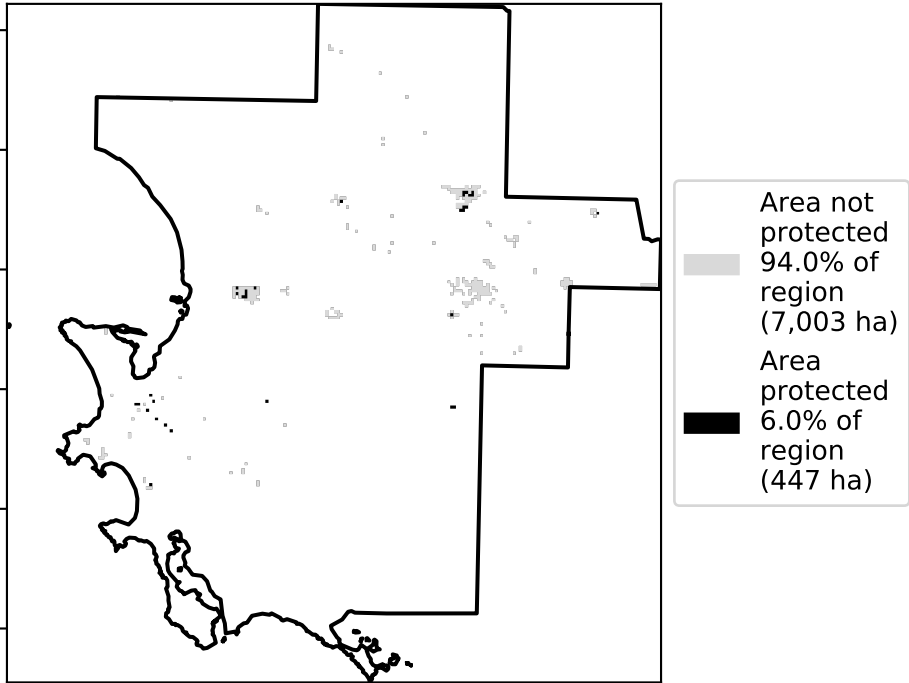 Area not
protected
94.0% of
region
(7,003 ha)
Area
protected
6.0% of
region
(447 ha)